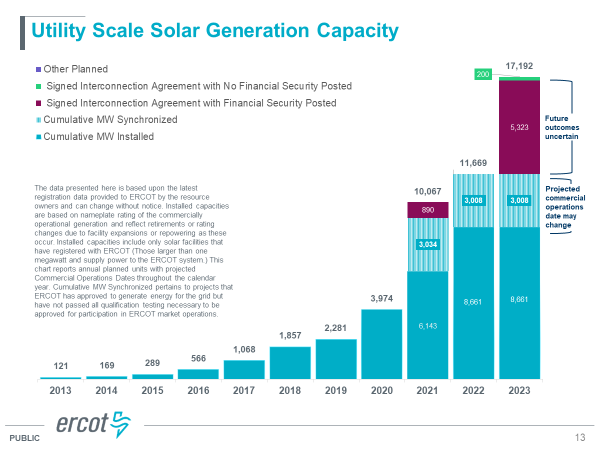 Utility Scale Solar Generation Capacity
Other Planned
Signed Interconnection Agreement with No Financial Security Posted
Signed Interconnection Agreement with Financial Security Posted
Cumulative MW Synchronized
Cumulative MW Installed
The data presented here is based upon the latest
registration data provided to ERCOT by the resource
owners and can change without notice. Installed capacities
are based on nameplate rating of the commercially
operational generation and reflect retirements or rating
changes due to facility expansions or repowering as these
occur. Installed capacities include only solar facilities that
have registered with ERCOT (Those larger than one
megawatt and supply power to the ERCOT system.) This
chart reports annual planned units with projected
Commercial Operations Dates throughout the calendar
year. Cumulative MW Synchronized pertains to projects that
ERCOT has approved to generate energy for the grid but
have not passed all qualification testing necessary to be
approved for participation in ERCOT market operations.
121
169
289
566
1,068
1,857
2,281
3,974
10,067
890
3,034
6,143
11,669
3,008
8,661
17,192
200
5,323
3,008
8,661
Future
outcomes
uncertain
Projected
commercial
operations
date may
change
2013 2014 2015 2016 2017 2018 2019 2020 2021 2022 2023
PUBLIC
ercot
13